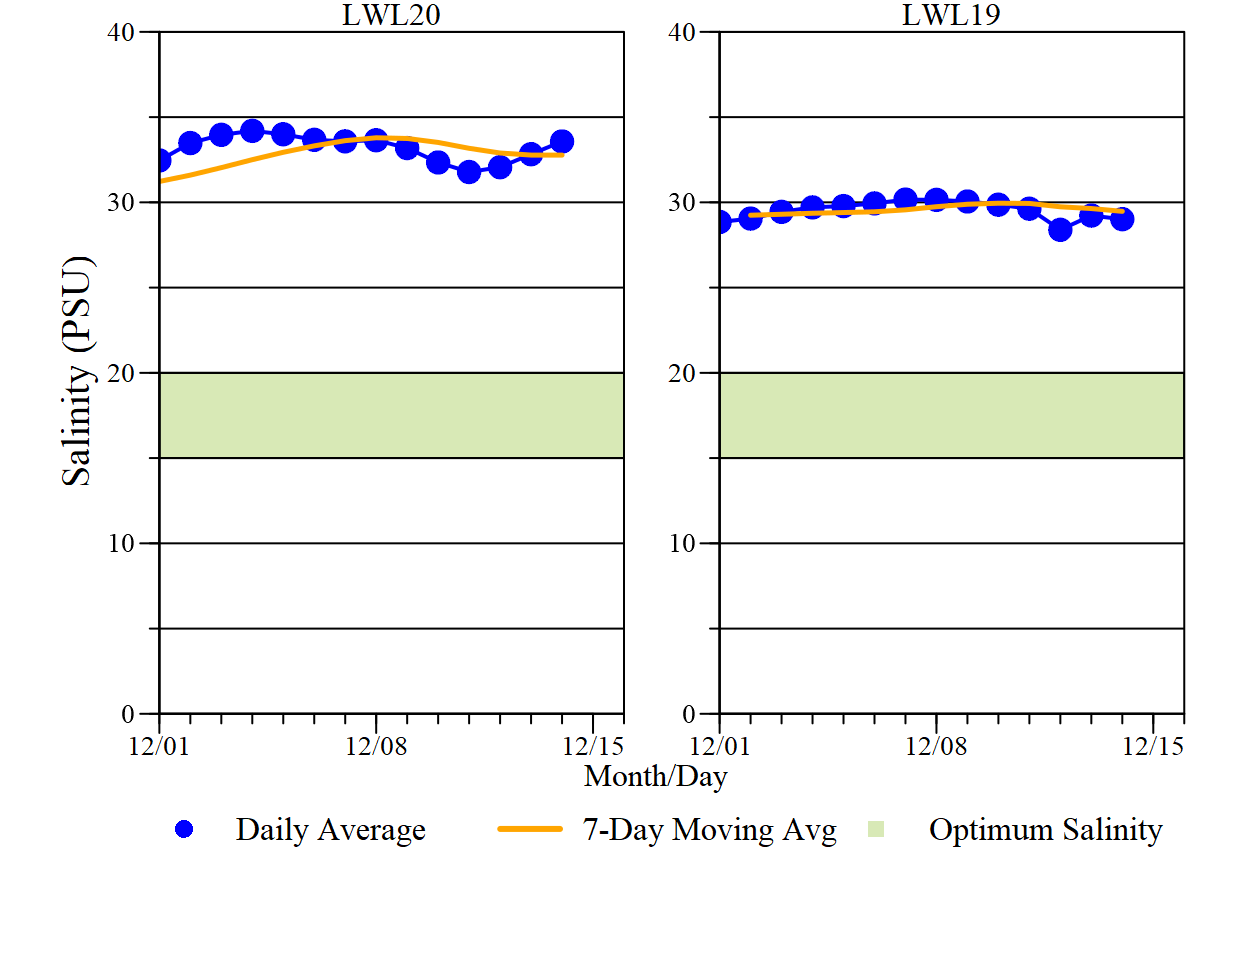 LWL20 LWL19
40 40
30 30
20 20
10 10
0 0
Salinity (PSU)
12/01 12/08 12/15 12/01 12/08 12/15
Month/Day
Daily Average 7-Day Moving Avg Optimum Salinity